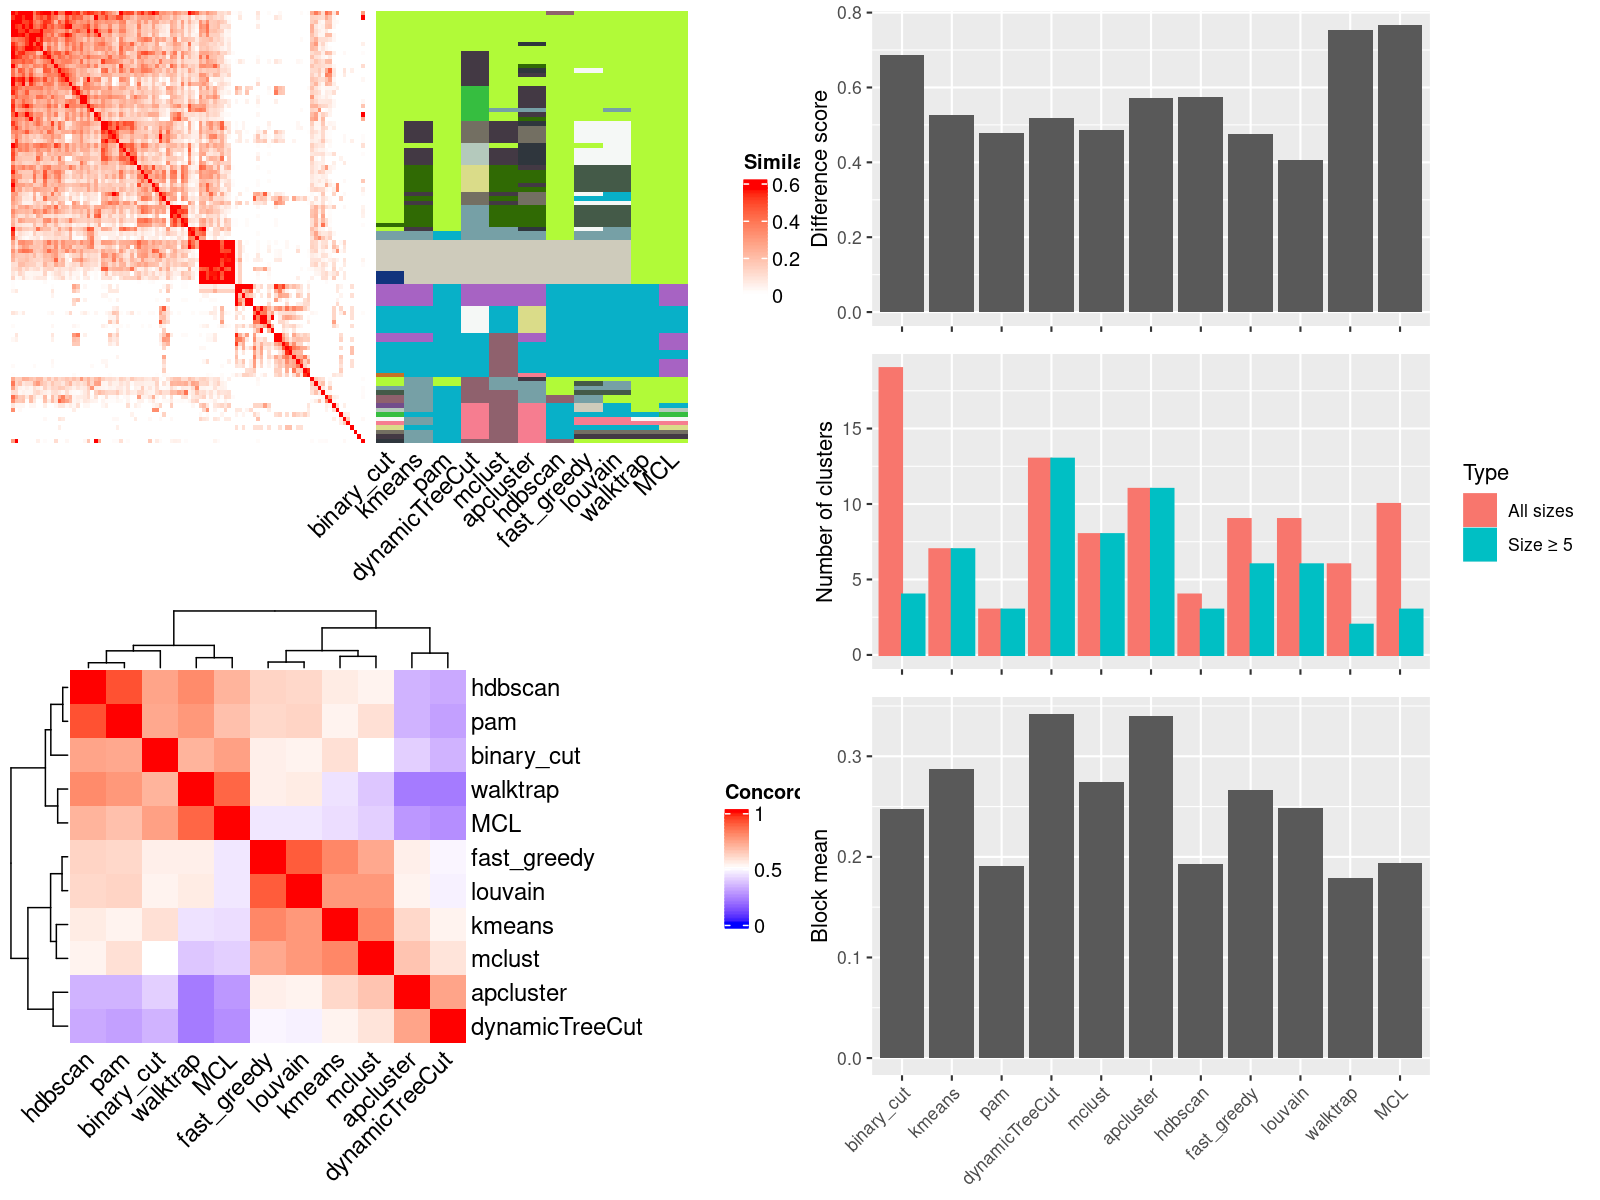 Simila
0.6
0.4
0.2
0
binary_cut
kmeans
pam
dynamicTreeCut
mclust
apcluster
hdbscan
fast_greedy
louvain
walktrap
MCL
Difference score
0.8
0.6
0.4
0.2
0.0
Number of clusters
15
10
5
0
Type
All sizes
Size ≥ 5
Block mean
0.3
0.2
0.1
0.0
binary_cut
kmeans
pam
dynamicTreeCut
mclust
apcluster
hdbscan
fast_greedy
louvain
walktrap
MCL
hdbscan
pam
binary_cut
walktrap
MCL
fast_greedy
louvain
kmeans
mclust
apcluster
dynamicTreeCut
Concord
1
0.5
0
hdbscan
pam
binary_cut
walktrap
MCL
fast_greedy
louvain
kmeans
mclust
apcluster
dynamicTreeCut